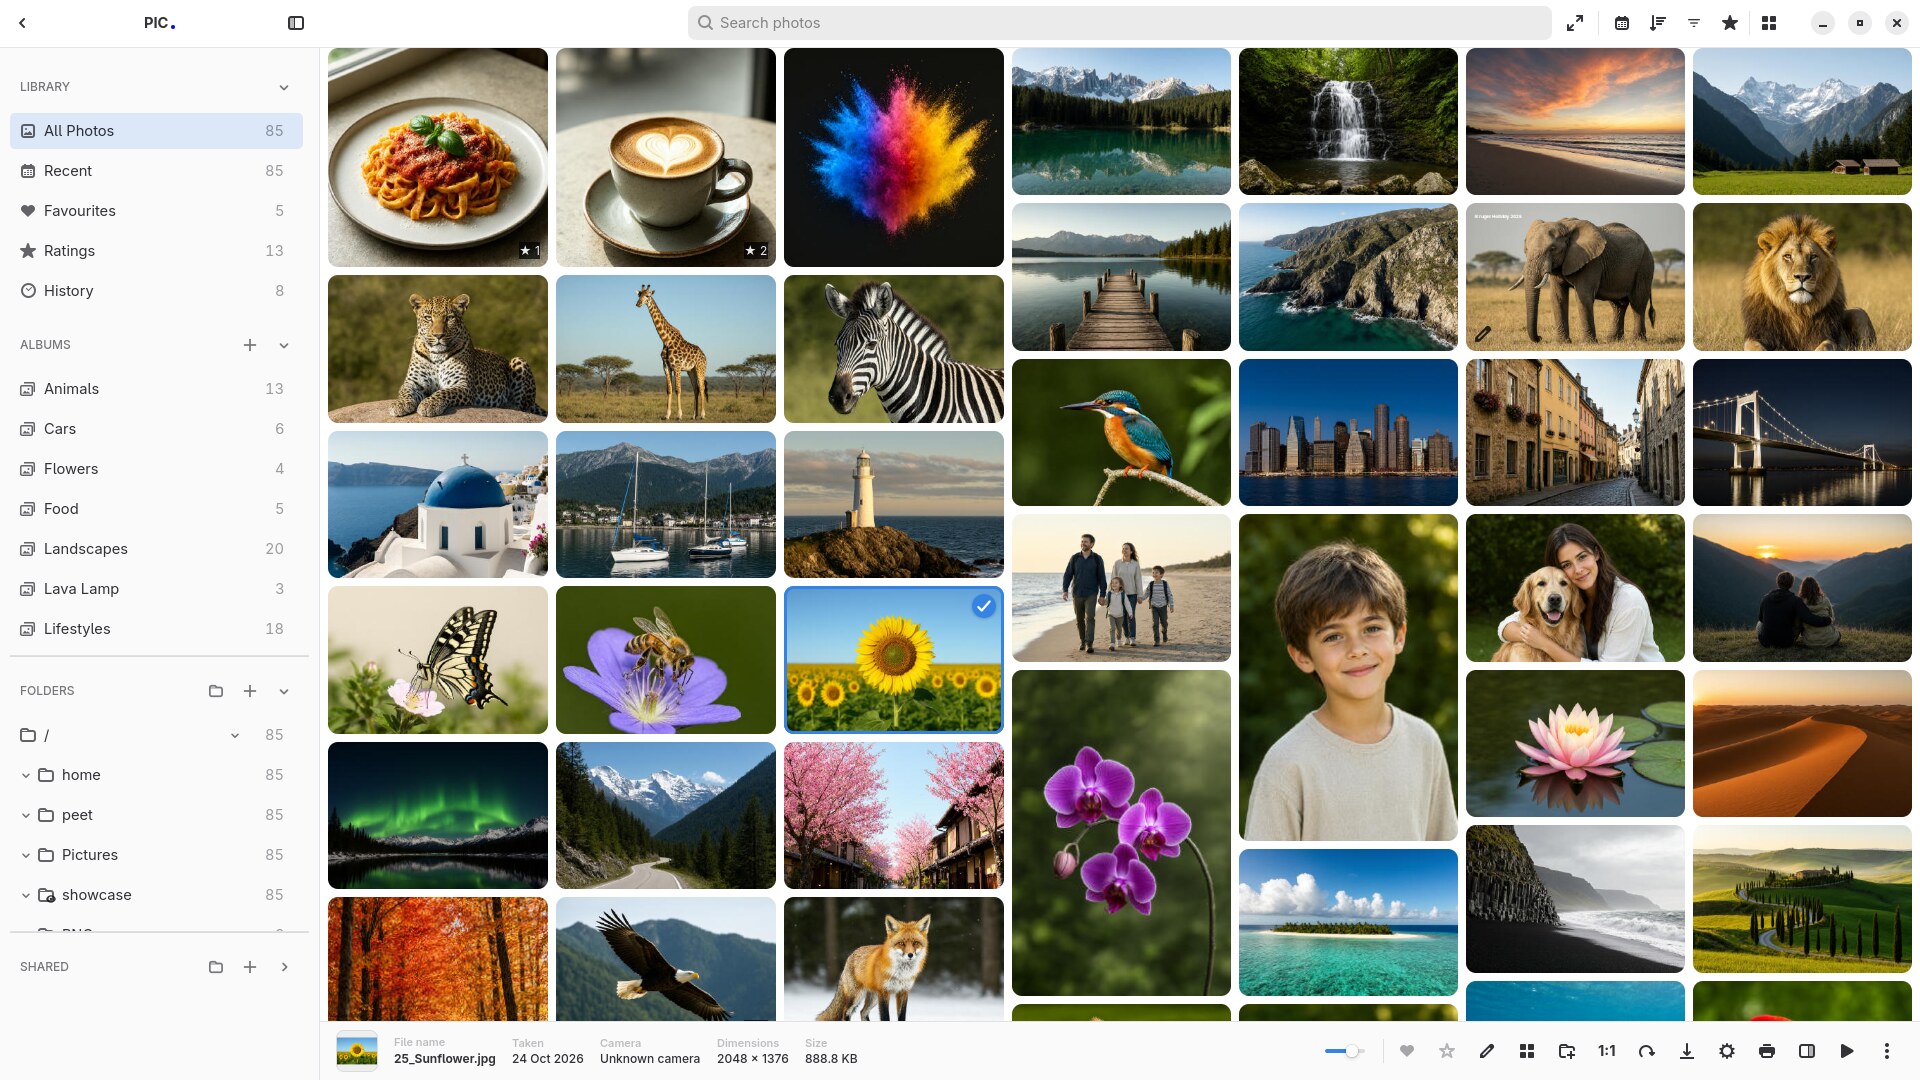 PIC.
Search photos
LIBRARY
All Photos 85
Recent 85
Favourites 5
Ratings 13
History 8
ALBUMS
Animals 13
Cars 6
Flowers 4
Food 5
Landscapes 20
Lava Lamp 3
Lifestyles 18
FOLDERS
/ 85
home 85
peet 85
Pictures 85
showcase 85
SHARED
★ 1
★ 2
Kruger Holiday 2024
File name
25_Sunflower.jpg
Taken
24 Oct 2026
Camera
Unknown camera
Dimensions
2048 × 1376
Size
888.8 KB
1:1